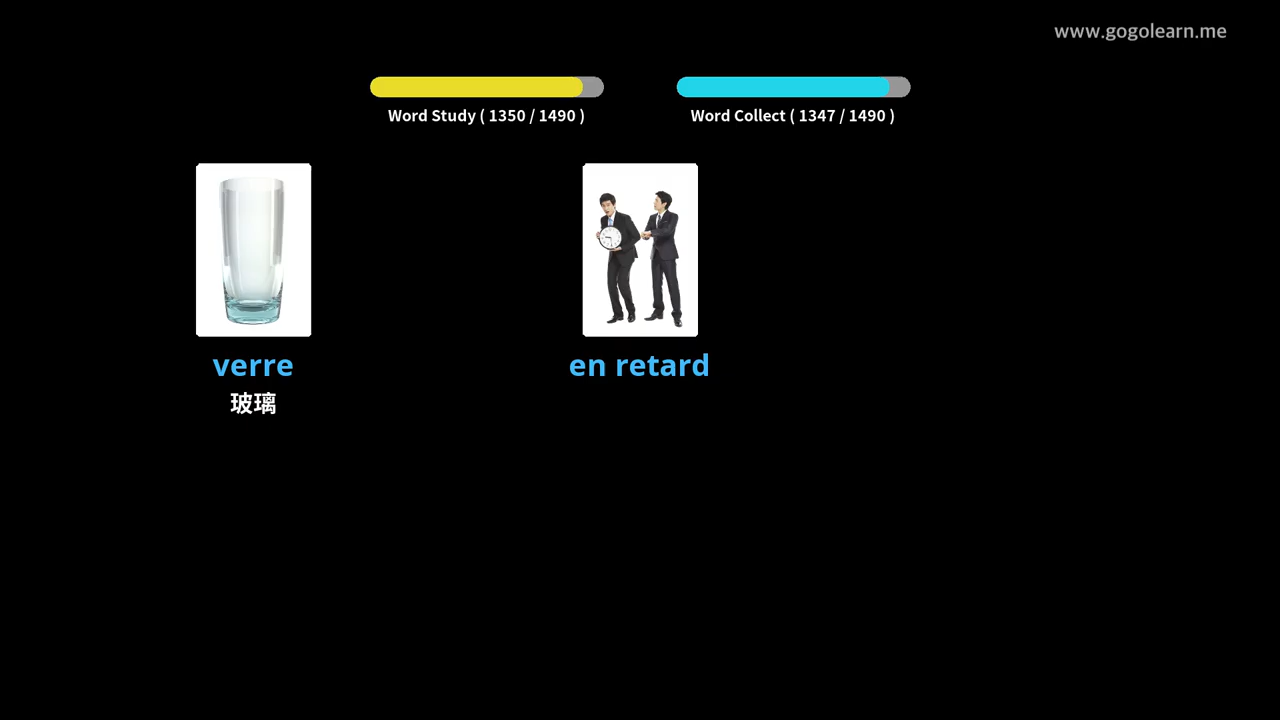 www.gogolearn.me
Word Study ( 1350 / 1490 )
Word Collect ( 1347 / 1490 )
verre
玻璃
en retard